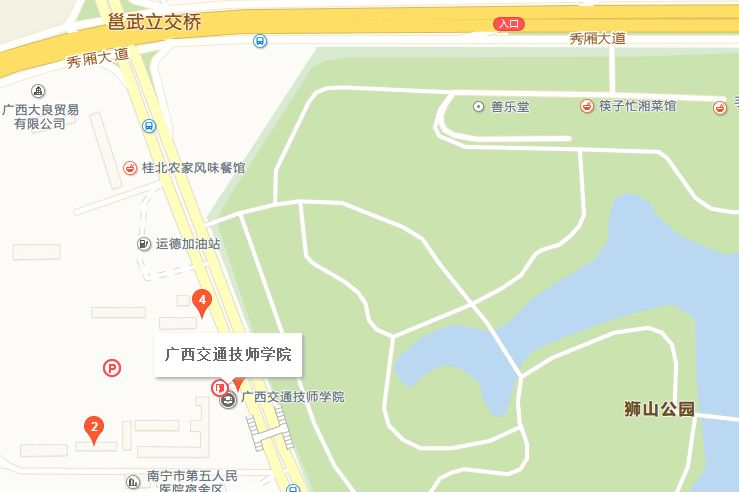 邕武立交桥
入口
秀厢大道
秀厢大道
广西大良贸易
有限公司
善乐堂
筷子忙湘菜馆
桂北农家风味餐馆
运德加油站
4
广西交通技师学院
P
广西交通技师学院
狮山公园
2
南宁市第五人民
医院宿舍区